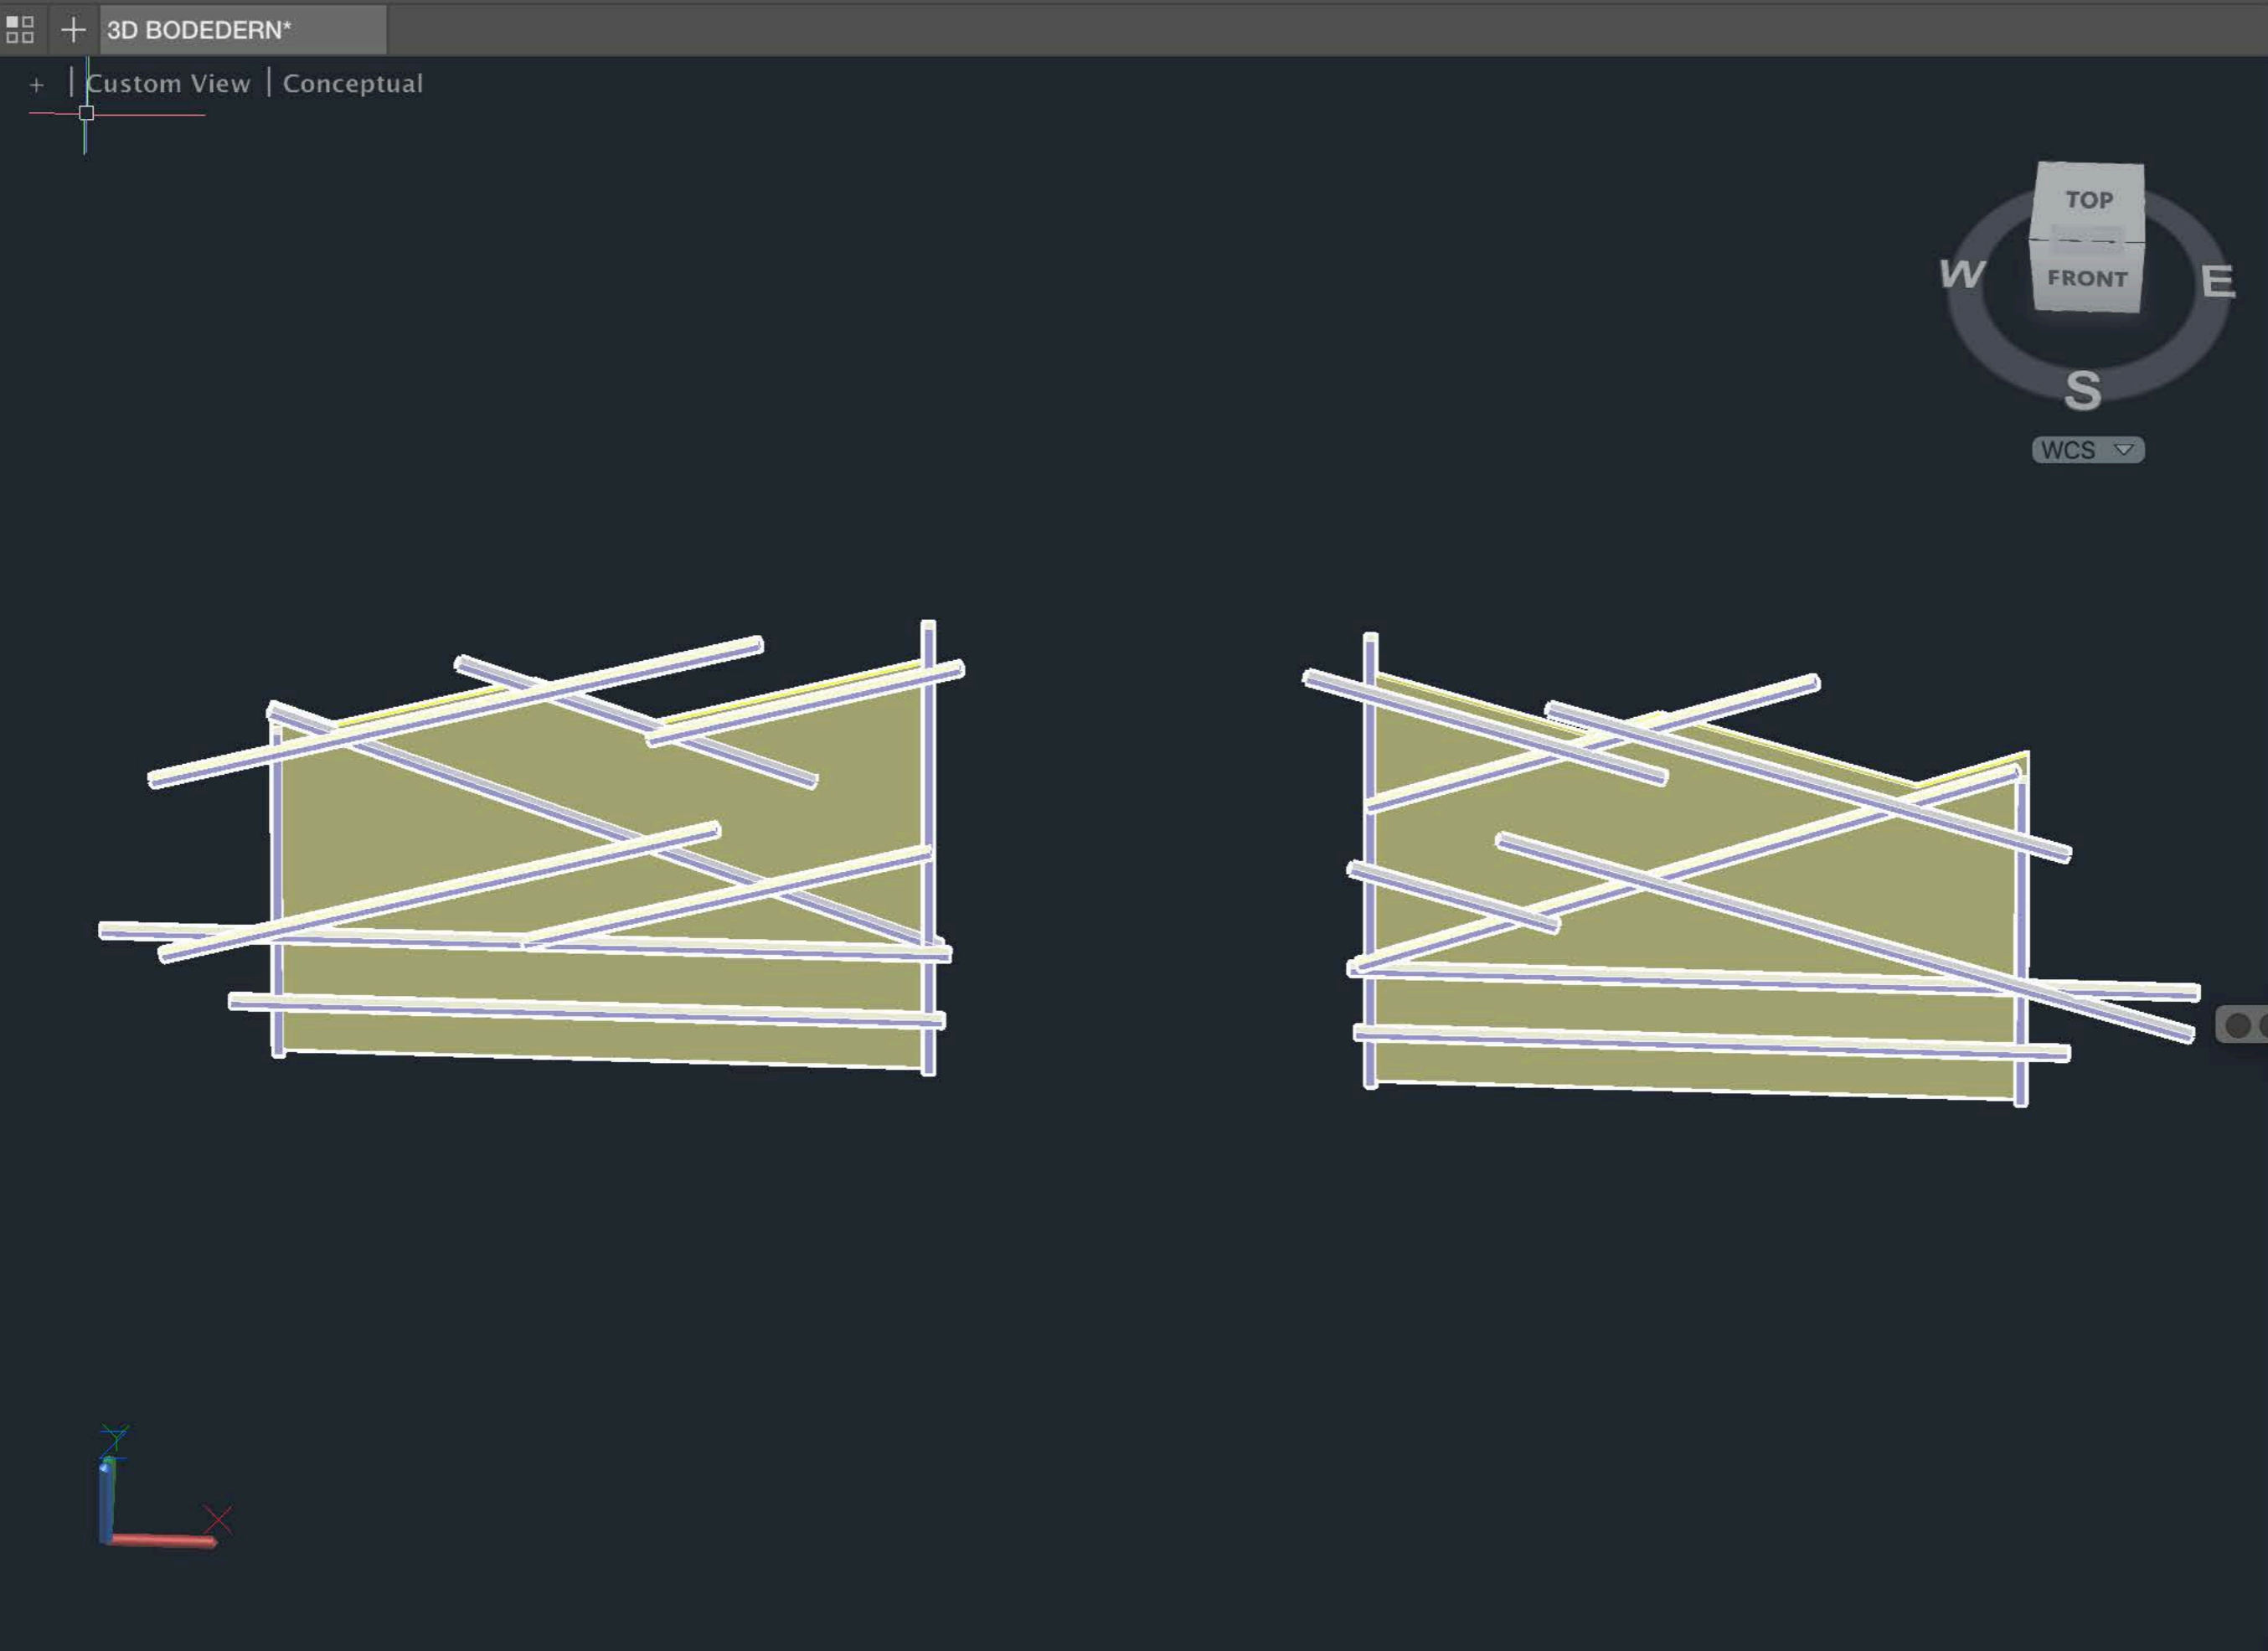 3D BODEDERN*
+ | Custom View | Conceptual
TOP
W FRONT E
S
WCS
Z Y
X